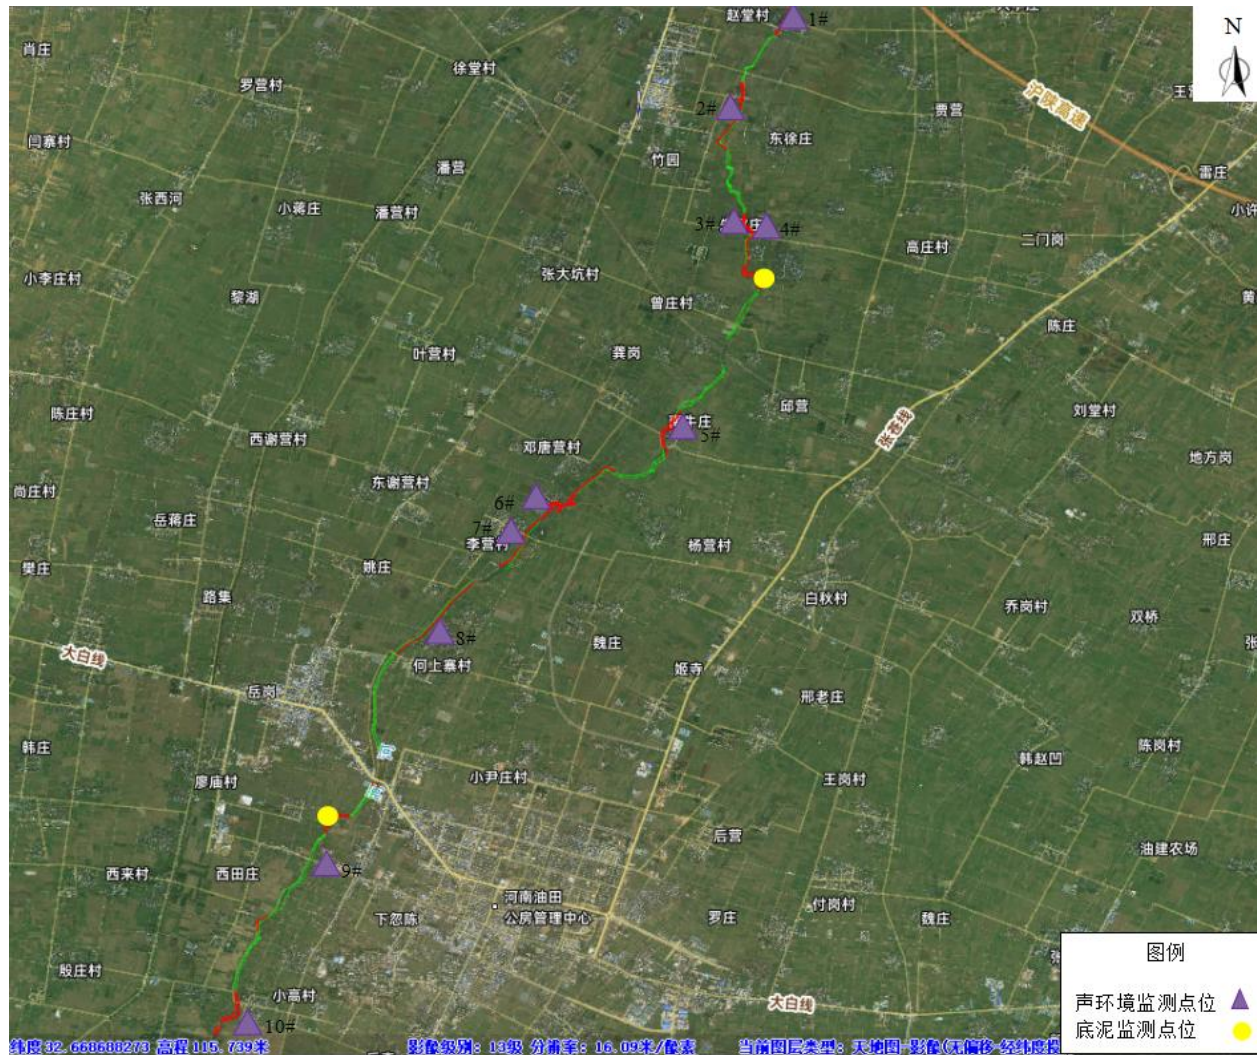 赵堂村
1#
N
肖庄
徐堂村
罗营村
沪陕高速
2#
贾营
东徐庄
闫寨村
竹园
潘营
雷庄
张西河
小蒋庄
潘营村
小许
3#
4#
高庄村
二门岗
小李庄村
张大坑村
黎湖
曾庄村
黄
陈庄
叶营村
龚岗
陈庄村
邱营
刘堂村
牛庄
5#
张春线
西谢营村
邓唐营村
地方岗
东谢营村
尚庄村
6#
岳蒋庄
7#
李营村
杨营村
邢庄
樊庄
姚庄
路集
白秋村
乔岗村
双桥
8#
魏庄
张
大白线
何上寨村
姬寺
岳岗
邢老庄
韩庄
河
陈岗村
韩赵凹
廖庙村
小尹庄村
王岗村
后营
油建农场
9#
西来村
西田庄
河南油田
公房管理中心
下忽陈
罗庄
付岗村
魏庄
图例
殷庄村
小高村
大白线
声环境监测点位
10#
底泥监测点位
纬度32.668688273 高程115.739米
影像级别：13级 分辨率：16.09米/像素
当前图层类型：天地图-影像(无偏移-经纬度投